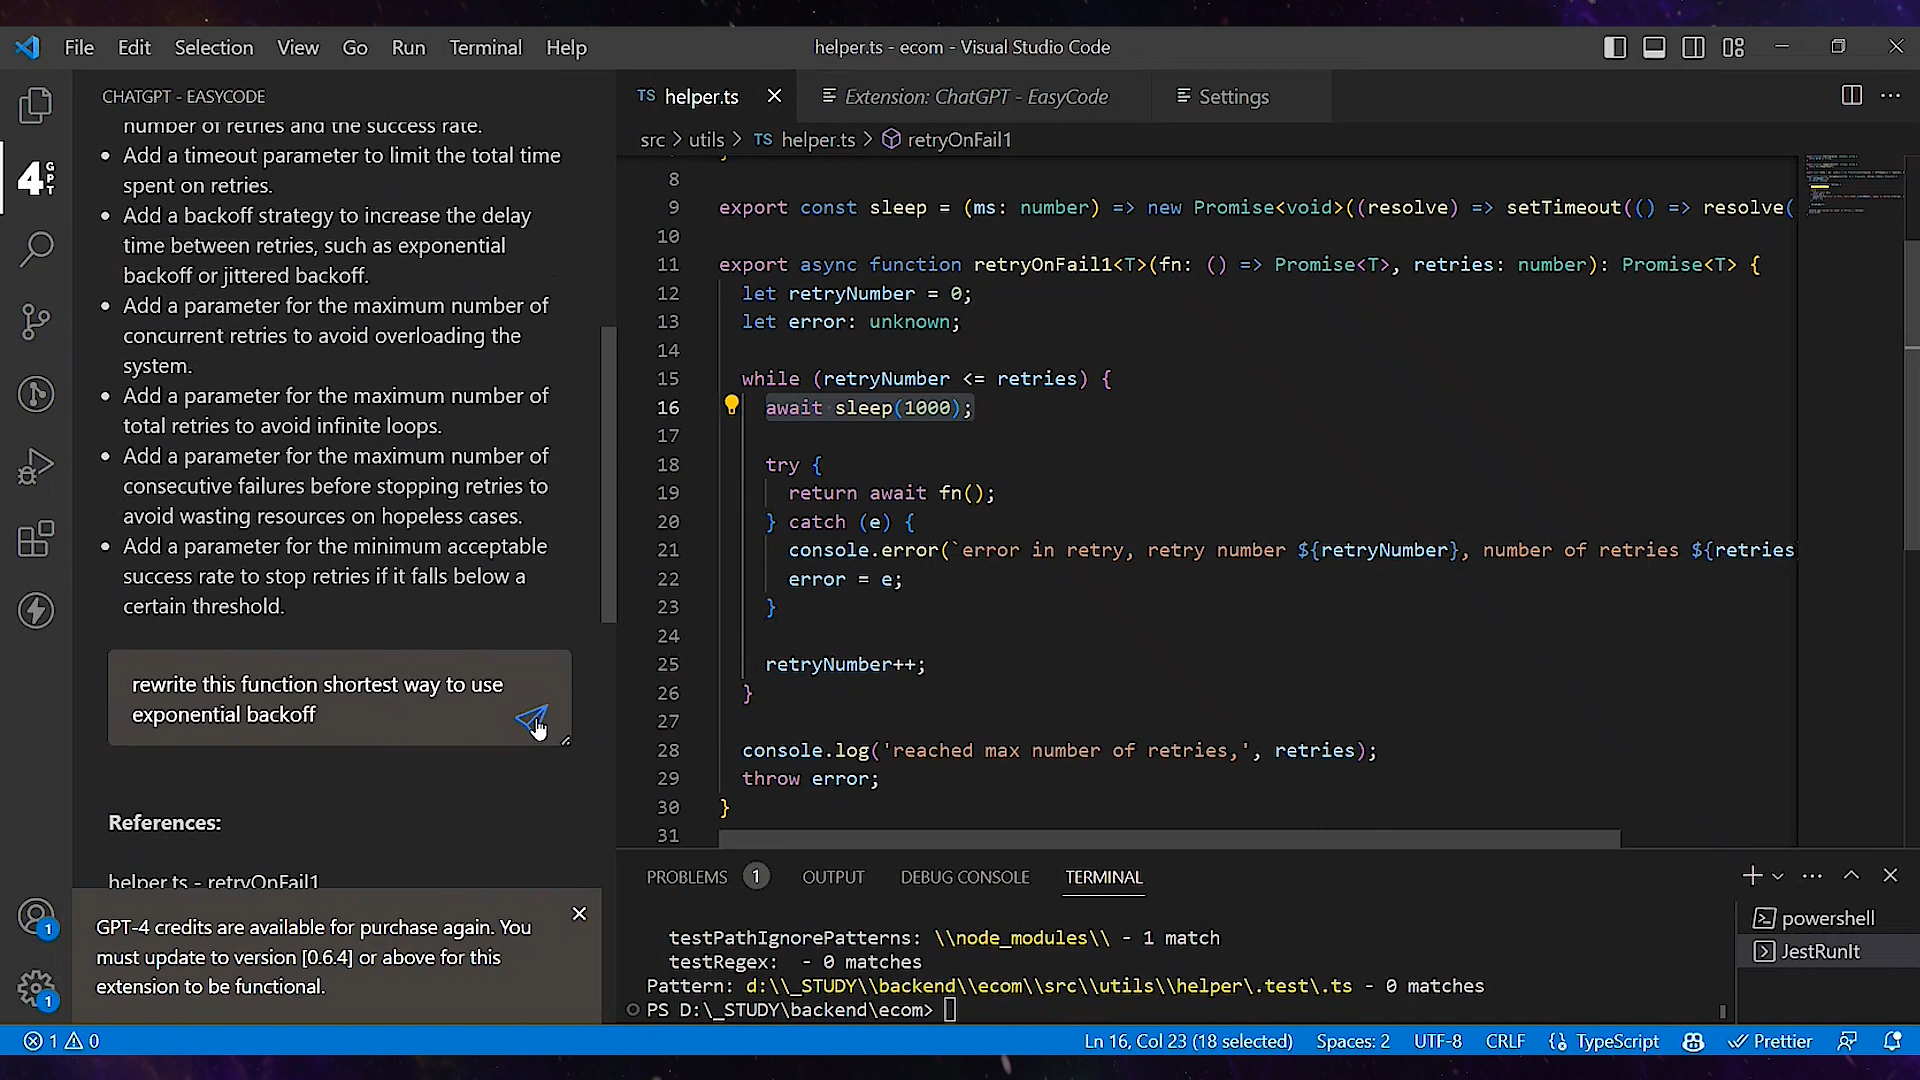 File Edit Selection View Go Run Terminal Help
helper.ts - ecom - Visual Studio Code
CHATGPT - EASYCODE
number of retries and the success rate.
• Add a timeout parameter to limit the total time
spent on retries.
• Add a backoff strategy to increase the delay
time between retries, such as exponential
backoff or jittered backoff.
• Add a parameter for the maximum number of
concurrent retries to avoid overloading the
system.
• Add a parameter for the maximum number of
total retries to avoid infinite loops.
• Add a parameter for the maximum number of
consecutive failures before stopping retries to
avoid wasting resources on hopeless cases.
• Add a parameter for the minimum acceptable
success rate to stop retries if it falls below a
certain threshold.
rewrite this function shortest way to use
exponential backoff
References:
helper.ts - retryOnFail1
GPT-4 credits are available for purchase again. You
must update to version [0.6.4] or above for this
extension to be functional.
4 GPT
1
1
TS helper.ts
Extension: ChatGPT - EasyCode
Settings
src > utils > TS helper.ts > retryOnFail1
8
9 export const sleep = (ms: number) => new Promise<void>((resolve) => setTimeout(() => resolve(
10
11 export async function retryOnFail1<T>(fn: () => Promise<T>, retries: number): Promise<T> {
12 let retryNumber = 0;
13 let error: unknown;
14
15 while (retryNumber <= retries) {
16 await sleep(1000);
17
18 try {
19 return await fn();
20 } catch (e) {
21 console.error(`error in retry, retry number ${retryNumber}, number of retries ${retries
22 error = e;
23 }
24
25 retryNumber++;
26 }
27
28 console.log('reached max number of retries,', retries);
29 throw error;
30 }
31
PROBLEMS 1 OUTPUT DEBUG CONSOLE TERMINAL
testPathIgnorePatterns: \\node_modules\\ - 1 match
testRegex:  - 0 matches
Pattern: d:\\_STUDY\\backend\\ecom\\src\\utils\\helper\.test\.ts - 0 matches
PS D:\_STUDY\backend\ecom>
powershell
JestRunIt
1 0
Ln 16, Col 23 (18 selected) Spaces: 2 UTF-8 CRLF TypeScript Prettier